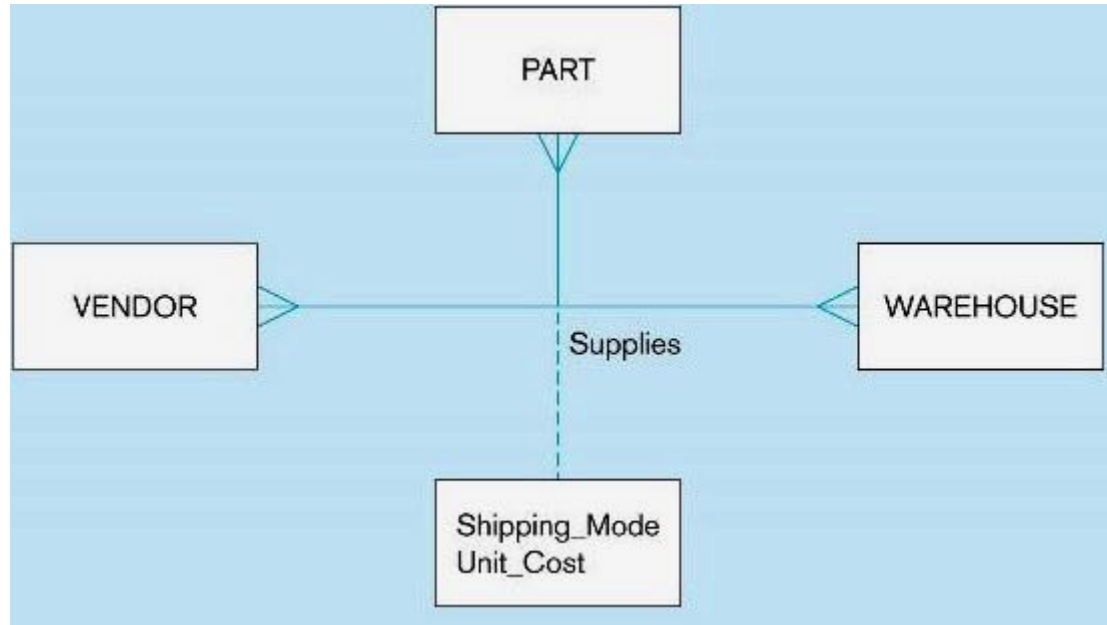 PART
VENDOR
WAREHOUSE
Supplies
Shipping_Mode
Unit_Cost